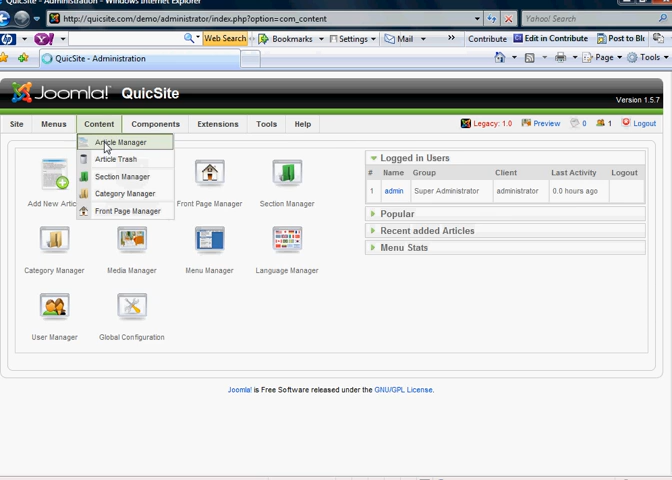 QuicSite - Administration - Windows Internet Explorer
http://quicsite.com/demo/administrator/index.php?option=com_content
Yahoo! Search
Y!
Web Search
Bookmarks
Settings
Mail
»
Contribute
Edit in Contribute
Post to Blo
QuicSite - Administration
Page
Tools
Joomla! QuicSite
Version 1.5.7
Site Menus Content Components Extensions Tools Help
Legacy: 1.0 Preview 0 1 Logout
Article Manager
Article Trash
Section Manager
Category Manager
Front Page Manager
Add New Artic
Front Page Manager
Section Manager
Category Manager
Media Manager
Menu Manager
Language Manager
User Manager
Global Configuration
Logged in Users
# Name Group Client Last Activity Logout
1 admin Super Administrator administrator 0.0 hours ago
Popular
Recent added Articles
Menu Stats
Joomla! is Free Software released under the GNU/GPL License.